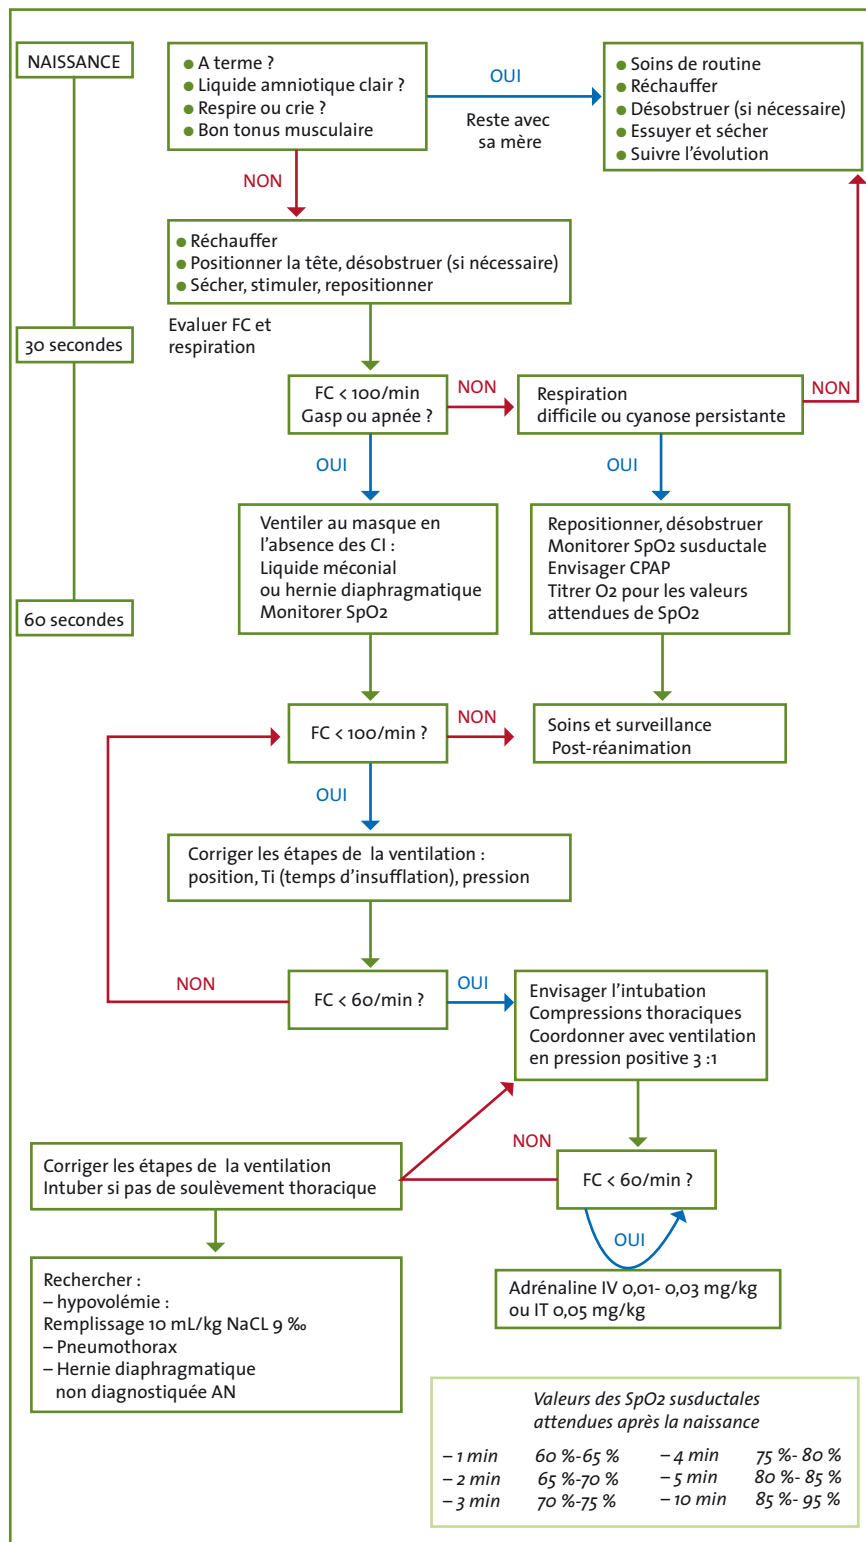 NAISSANCE
● A terme ?
● Liquide amniotique clair ?
● Respire ou crie ?
● Bon tonus musculaire
OUI
Reste avec
sa mère
● Soins de routine
● Réchauffer
● Désobstruer (si nécessaire)
● Essuyer et sécher
● Suivre l'évolution
NON
● Réchauffer
● Positionner la tête, désobstruer (si nécessaire)
● Sécher, stimuler, repositionner
Evaluer FC et
respiration
30 secondes
FC < 100/min
Gasp ou apnée ?
NON
Respiration
difficile ou cyanose persistante
NON
OUI
OUI
Ventiler au masque en
l'absence des CI :
Liquide méconial
ou hernie diaphragmatique
Monitorer SpO2
Repositionner, désobstruer
Monitorer SpO2 susductale
Envisager CPAP
Titrer O2 pour les valeurs
attendues de SpO2
60 secondes
FC < 100/min ?
NON
Soins et surveillance
Post-réanimation
OUI
Corriger les étapes de la ventilation :
position, Ti (temps d'insufflation), pression
NON
FC < 60/min ?
OUI
Envisager l'intubation
Compressions thoraciques
Coordonner avec ventilation
en pression positive 3 :1
NON
Corriger les étapes de la ventilation
Intuber si pas de soulèvement thoracique
FC < 60/min ?
OUI
Adrénaline IV 0,01- 0,03 mg/kg
ou IT 0,05 mg/kg
Rechercher :
– hypovolémie :
Remplissage 10 mL/kg NaCL 9 ‰
– Pneumothorax
– Hernie diaphragmatique
non diagnostiquée AN
Valeurs des SpO2 susductales
attendues après la naissance
– 1 min 60 %-65 % – 4 min 75 %- 80 %
– 2 min 65 %-70 % – 5 min 80 %- 85 %
– 3 min 70 %-75 % – 10 min 85 %- 95 %